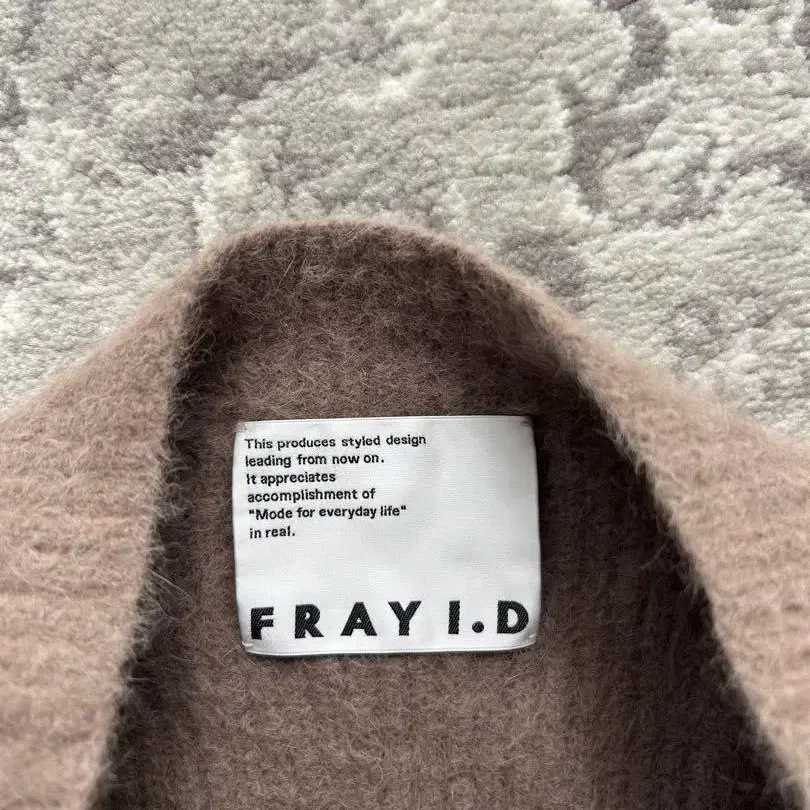 This produces styled design
leading from now on.
It appreciates
accomplishment of
"Mode for everyday life"
in real.
FRAY I.D